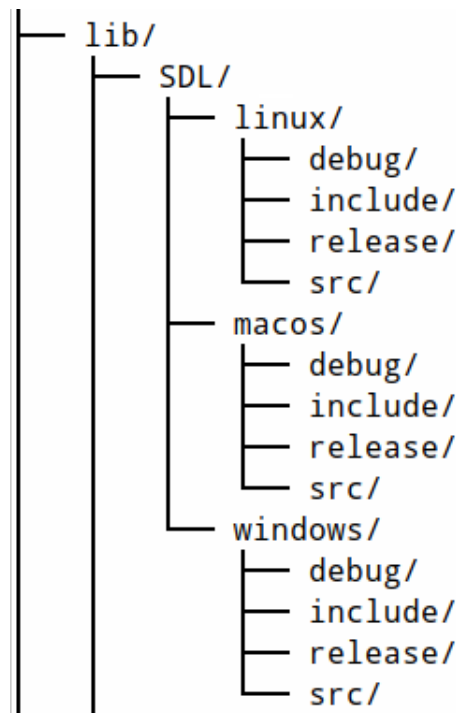 lib/
SDL/
linux/
debug/
include/
release/
src/
macos/
debug/
include/
release/
src/
windows/
debug/
include/
release/
src/